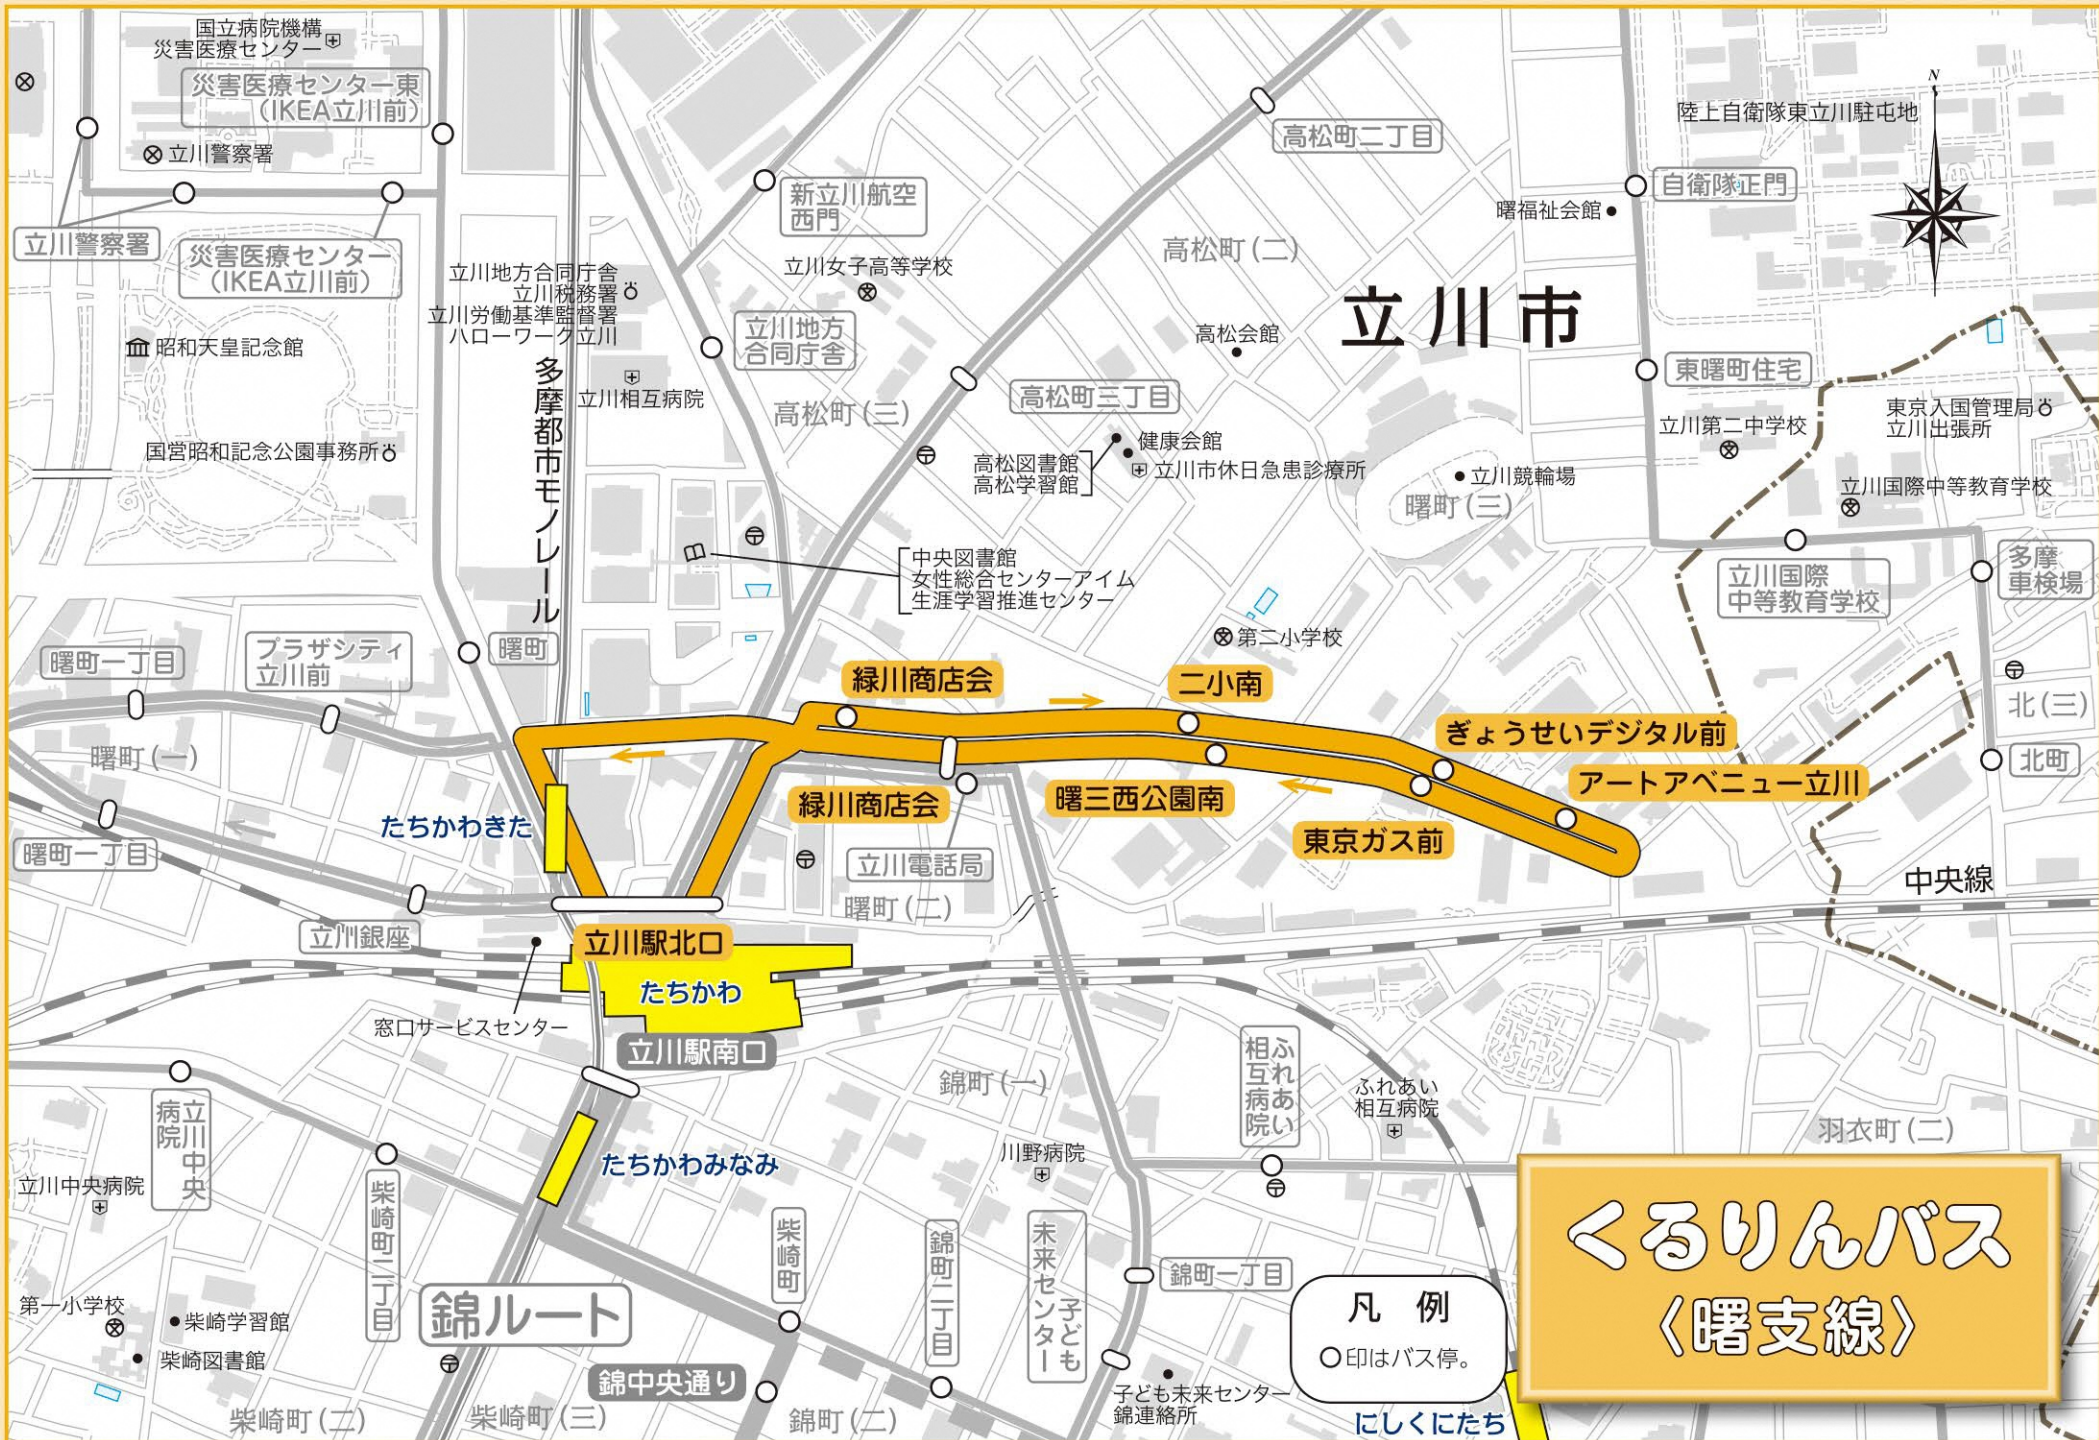 国立病院機構
災害医療センター
災害医療センター東
（IKEA立川前）
立川警察署
立川警察署
災害医療センター
（IKEA立川前）
昭和天皇記念館
国営昭和記念公園事務所
立川地方合同庁舎
立川税務署
立川労働基準監督署
ハローワーク立川
立川相互病院
多摩都市モノレール
新立川航空
西門
立川女子高等学校
立川地方
合同庁舎
高松町(三)
高松町二丁目
高松町(二)
高松会館
高松町三丁目
健康会館
高松図書館
高松学習館
立川市休日急患診療所
立川市
立川競輪場
曙町(三)
曙福祉会館
自衛隊正門
陸上自衛隊東立川駐屯地
N
東曙町住宅
立川第二中学校
東京入国管理局
立川出張所
立川国際中等教育学校
立川国際
中等教育学校
多摩
車検場
北(三)
北町
中央図書館
女性総合センターアイム
生涯学習推進センター
第二小学校
曙町一丁目
プラザシティ
立川前
曙町
曙町(一)
曙町一丁目
立川銀座
緑川商店会
二小南
ぎょうせいデジタル前
アートアベニュー立川
緑川商店会
曙三西公園南
東京ガス前
たちかわきた
立川電話局
曙町(二)
中央線
立川駅北口
たちかわ
窓口サービスセンター
立川駅南口
錦町(一)
たちかわみなみ
立川中央
病院
立川中央病院
柴崎町二丁目
第一小学校
柴崎学習館
柴崎図書館
柴崎町(二)
錦ルート
柴崎町(三)
錦中央通り
柴崎町
錦町(二)
錦町二丁目
川野病院
子ども
未来センター
錦町一丁目
子ども未来センター
錦連絡所
ふれあい
相互病院
ふれあい
相互病院
羽衣町(二)
凡 例
○印はバス停。
にしくにたち
くるりんバス
〈曙支線〉